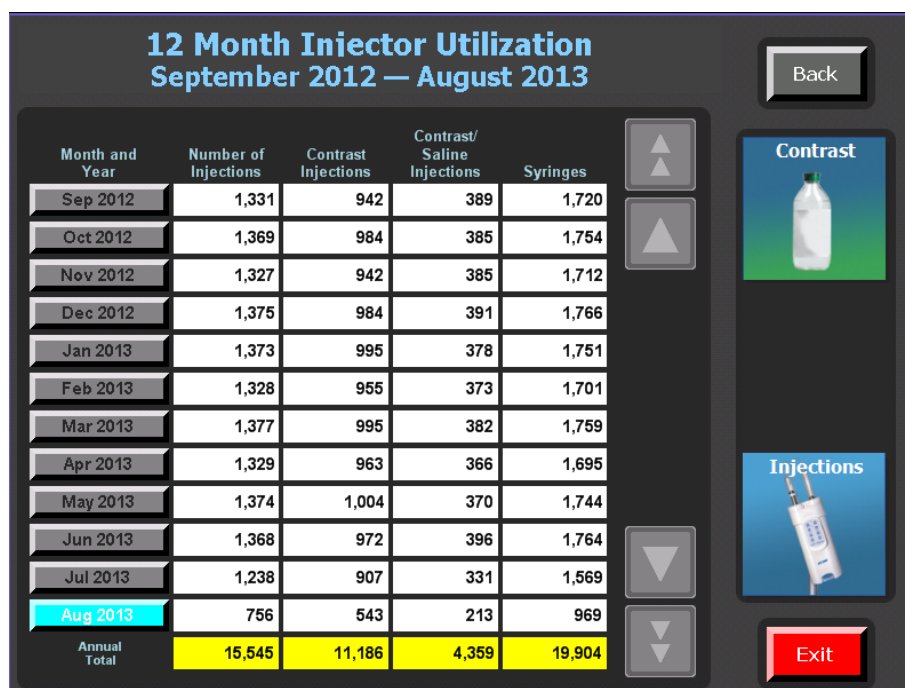 12 Month Injector Utilization
September 2012 — August 2013
Back
Month and Year
Number of Injections
Contrast Injections
Contrast/ Saline Injections
Syringes
Sep 2012 1,331 942 389 1,720
Oct 2012 1,369 984 385 1,754
Nov 2012 1,327 942 385 1,712
Dec 2012 1,375 984 391 1,766
Jan 2013 1,373 995 378 1,751
Feb 2013 1,328 955 373 1,701
Mar 2013 1,377 995 382 1,759
Apr 2013 1,329 963 366 1,695
May 2013 1,374 1,004 370 1,744
Jun 2013 1,368 972 396 1,764
Jul 2013 1,238 907 331 1,569
Aug 2013 756 543 213 969
Annual Total 15,545 11,186 4,359 19,904
Contrast
Injections
Exit